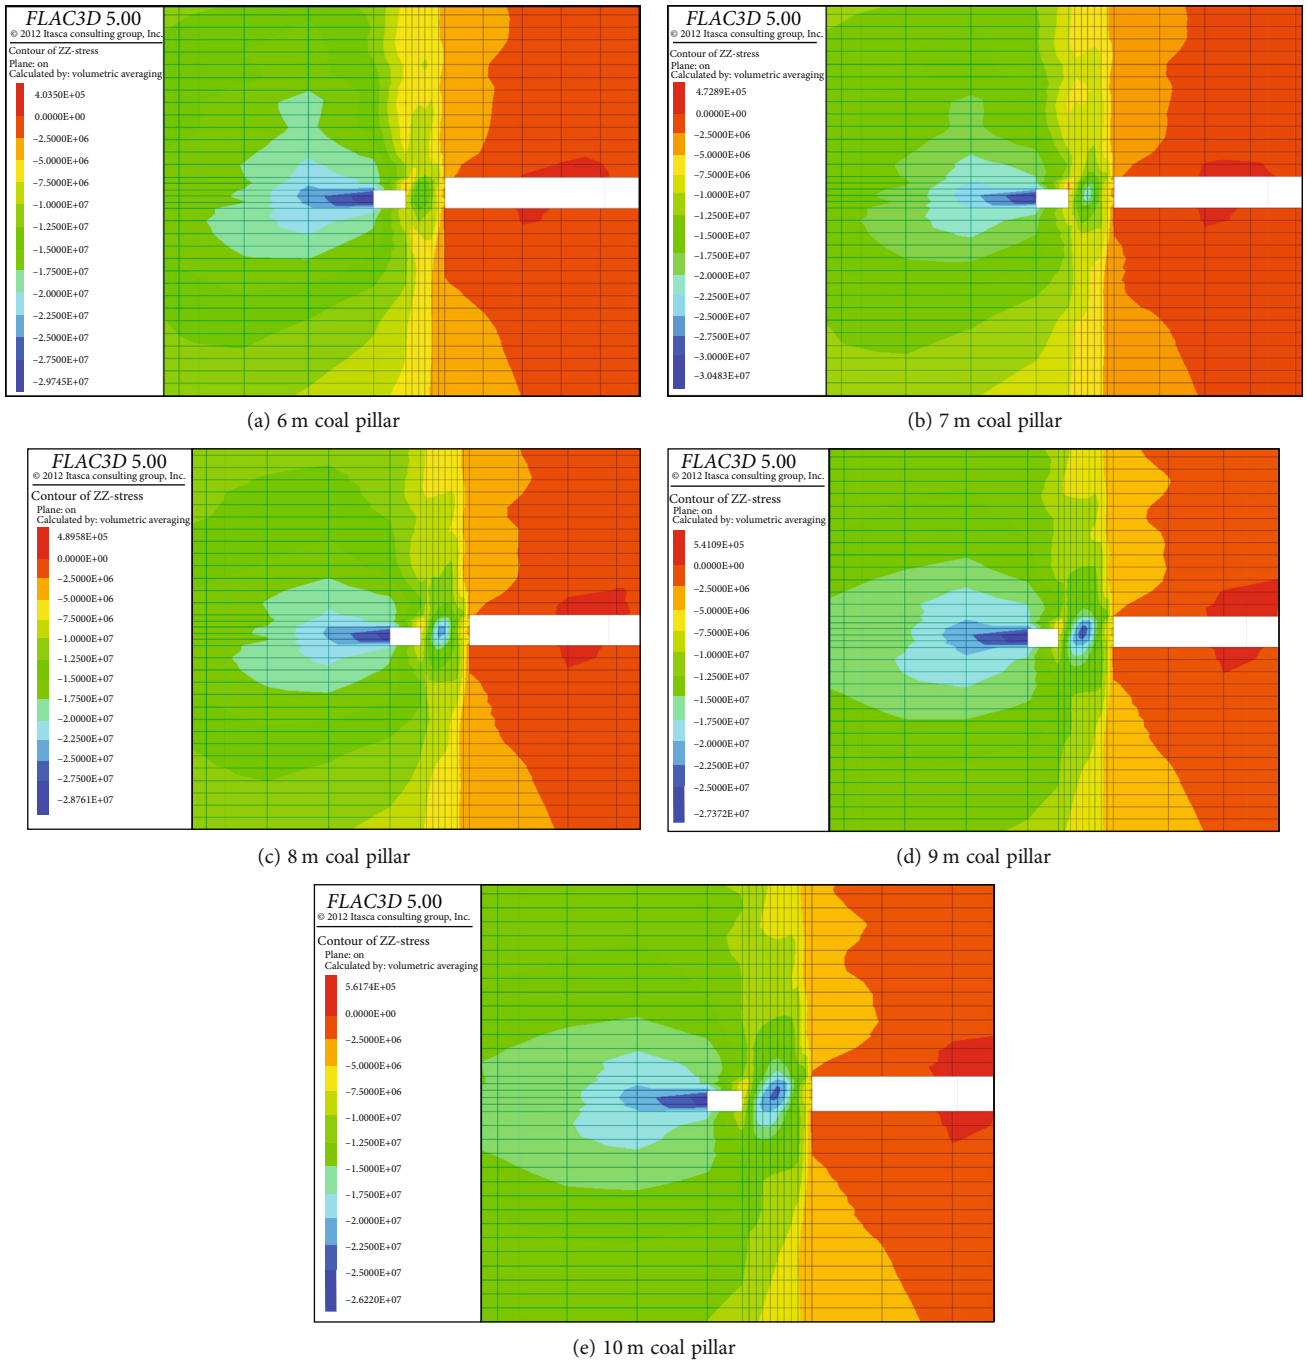 FLAC3D 5.00
© 2012 Itasca consulting group, Inc.
Contour of ZZ-stress
Plane: on
Calculated by: volumetric averaging
4.0350E+05
0.0000E+00
−2.5000E+06
−5.0000E+06
−7.5000E+06
−1.0000E+07
−1.2500E+07
−1.5000E+07
−1.7500E+07
−2.0000E+07
−2.2500E+07
−2.5000E+07
−2.7500E+07
−2.9745E+07
(a) 6 m coal pillar
FLAC3D 5.00
© 2012 Itasca consulting group, Inc.
Contour of ZZ-stress
Plane: on
Calculated by: volumetric averaging
4.7289E+05
0.0000E+00
−2.5000E+06
−5.0000E+06
−7.5000E+06
−1.0000E+07
−1.2500E+07
−1.5000E+07
−1.7500E+07
−2.0000E+07
−2.2500E+07
−2.5000E+07
−2.7500E+07
−3.0000E+07
−3.0483E+07
(b) 7 m coal pillar
FLAC3D 5.00
© 2012 Itasca consulting group, Inc.
Contour of ZZ-stress
Plane: on
Calculated by: volumetric averaging
4.8958E+05
0.0000E+00
−2.5000E+06
−5.0000E+06
−7.5000E+06
−1.0000E+07
−1.2500E+07
−1.5000E+07
−1.7500E+07
−2.0000E+07
−2.2500E+07
−2.5000E+07
−2.7500E+07
−2.8761E+07
(c) 8 m coal pillar
FLAC3D 5.00
© 2012 Itasca consulting group, Inc.
Contour of ZZ-stress
Plane: on
Calculated by: volumetric averaging
5.4109E+05
0.0000E+00
−2.5000E+06
−5.0000E+06
−7.5000E+06
−1.0000E+07
−1.2500E+07
−1.5000E+07
−1.7500E+07
−2.0000E+07
−2.2500E+07
−2.5000E+07
−2.7372E+07
(d) 9 m coal pillar
FLAC3D 5.00
© 2012 Itasca consulting group, Inc.
Contour of ZZ-stress
Plane: on
Calculated by: volumetric averaging
5.6174E+05
0.0000E+00
−2.5000E+06
−5.0000E+06
−7.5000E+06
−1.0000E+07
−1.2500E+07
−1.5000E+07
−1.7500E+07
−2.0000E+07
−2.2500E+07
−2.5000E+07
−2.6220E+07
(e) 10 m coal pillar